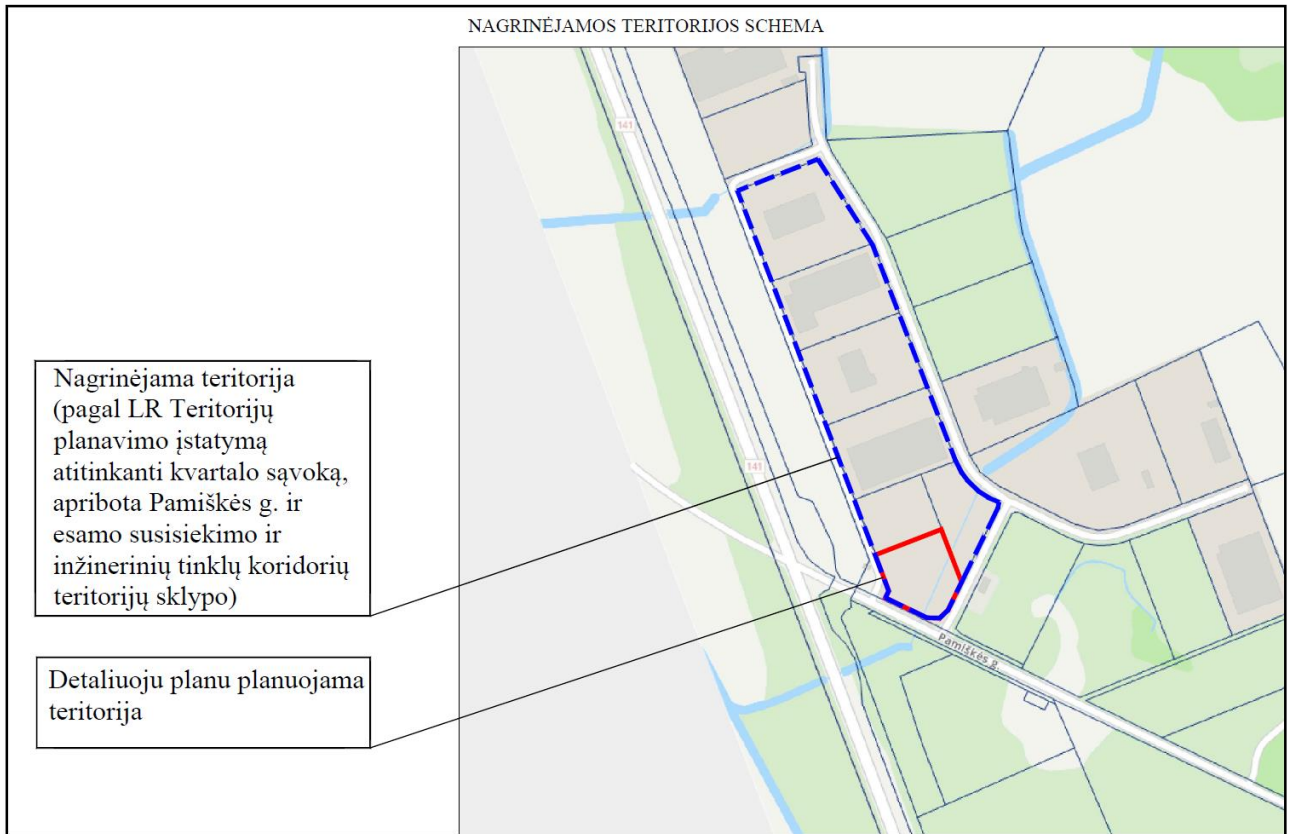 NAGRINĖJAMOS TERITORIJOS SCHEMA
141
141
Nagrinėjama teritorija
(pagal LR Teritorijų
planavimo įstatymą
atitinkanti kvartalo sąvoką,
apribota Pamiškės g. ir
esamo susisiekimo ir
inžinerinių tinklų koridorių
teritorijų sklypo)
Pamiškės g.
Detaliuoju planu planuojama
teritorija